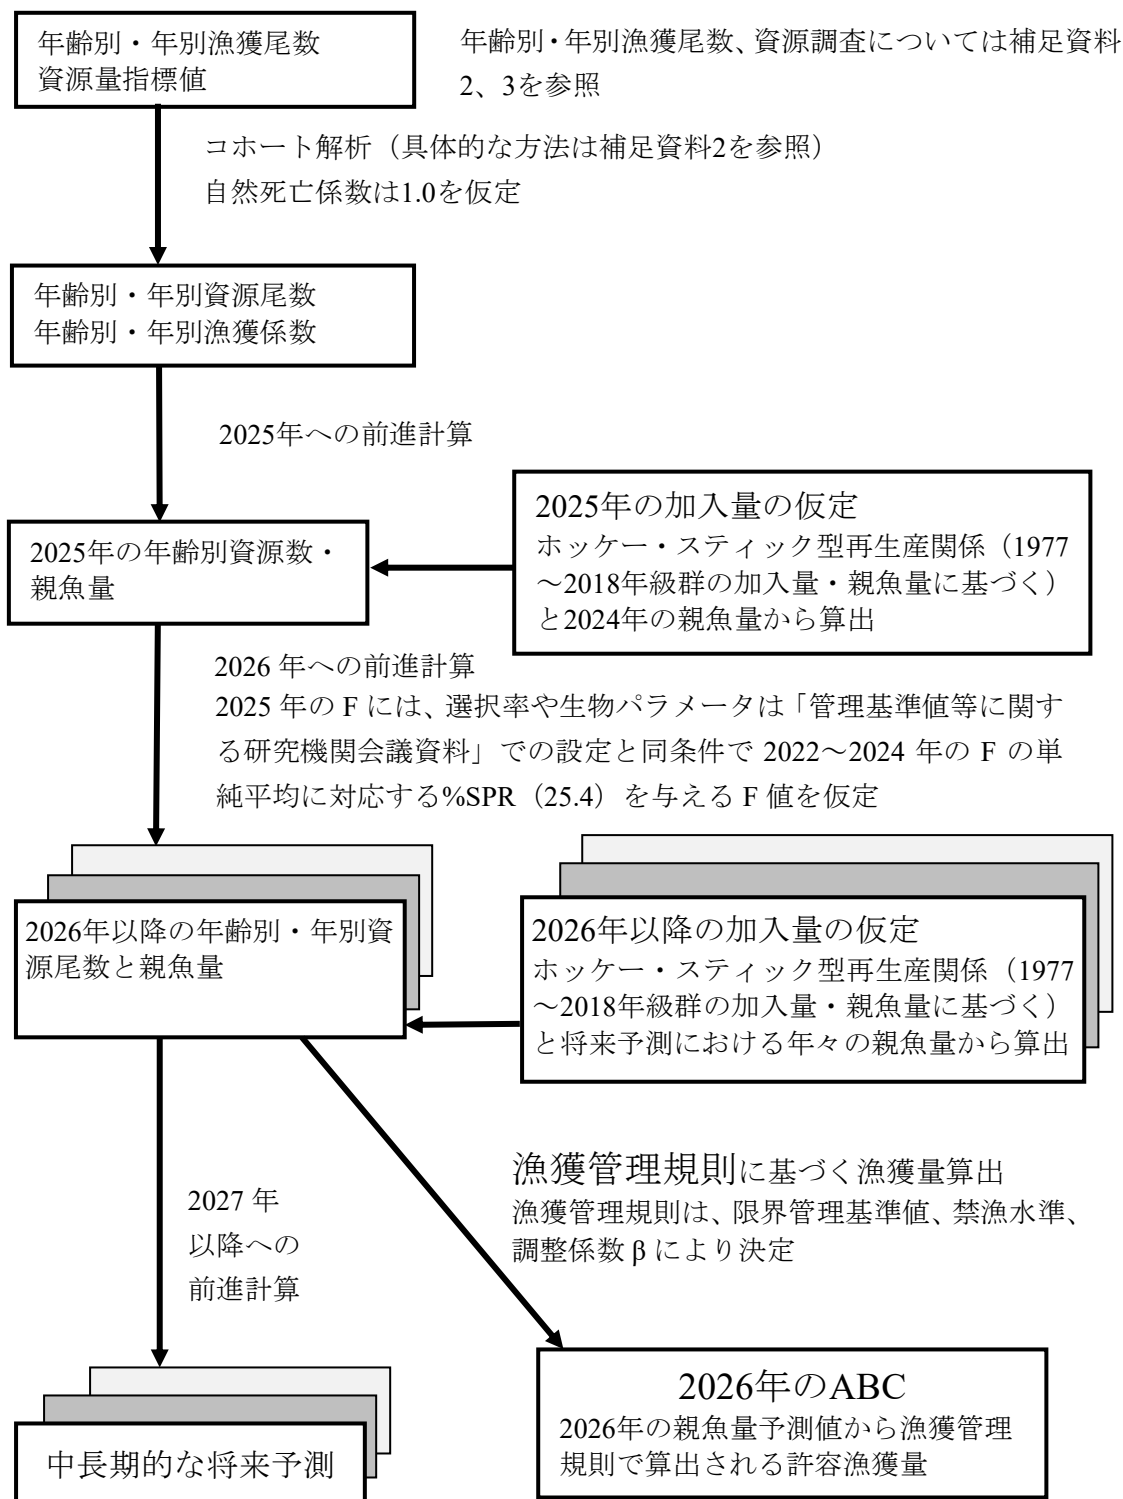 年齢別・年別漁獲尾数
資源量指標値
年齢別・年別漁獲尾数、資源調査については補足資料
2、3を参照
コホート解析（具体的な方法は補足資料2を参照）
自然死亡係数は1.0を仮定
年齢別・年別資源尾数
年齢別・年別漁獲係数
2025年への前進計算
2025年の加入量の仮定
ホッケー・スティック型再生産関係（1977
～2018年級群の加入量・親魚量に基づく）
と2024年の親魚量から算出
2025年の年齢別資源数・
親魚量
2026 年への前進計算
2025 年の F には、選択率や生物パラメータは「管理基準値等に関す
る研究機関会議資料」での設定と同条件で 2022～2024 年の F の単
純平均に対応する%SPR（25.4）を与える F 値を仮定
2026年以降の年齢別・年別資
源尾数と親魚量
2026年以降の加入量の仮定
ホッケー・スティック型再生産関係（1977
～2018年級群の加入量・親魚量に基づく）
と将来予測における年々の親魚量から算出
漁獲管理規則に基づく漁獲量算出
漁獲管理規則は、限界管理基準値、禁漁水準、
調整係数 β により決定
2027 年
以降への
前進計算
2026年のABC
2026年の親魚量予測値から漁獲管理
規則で算出される許容漁獲量
中長期的な将来予測